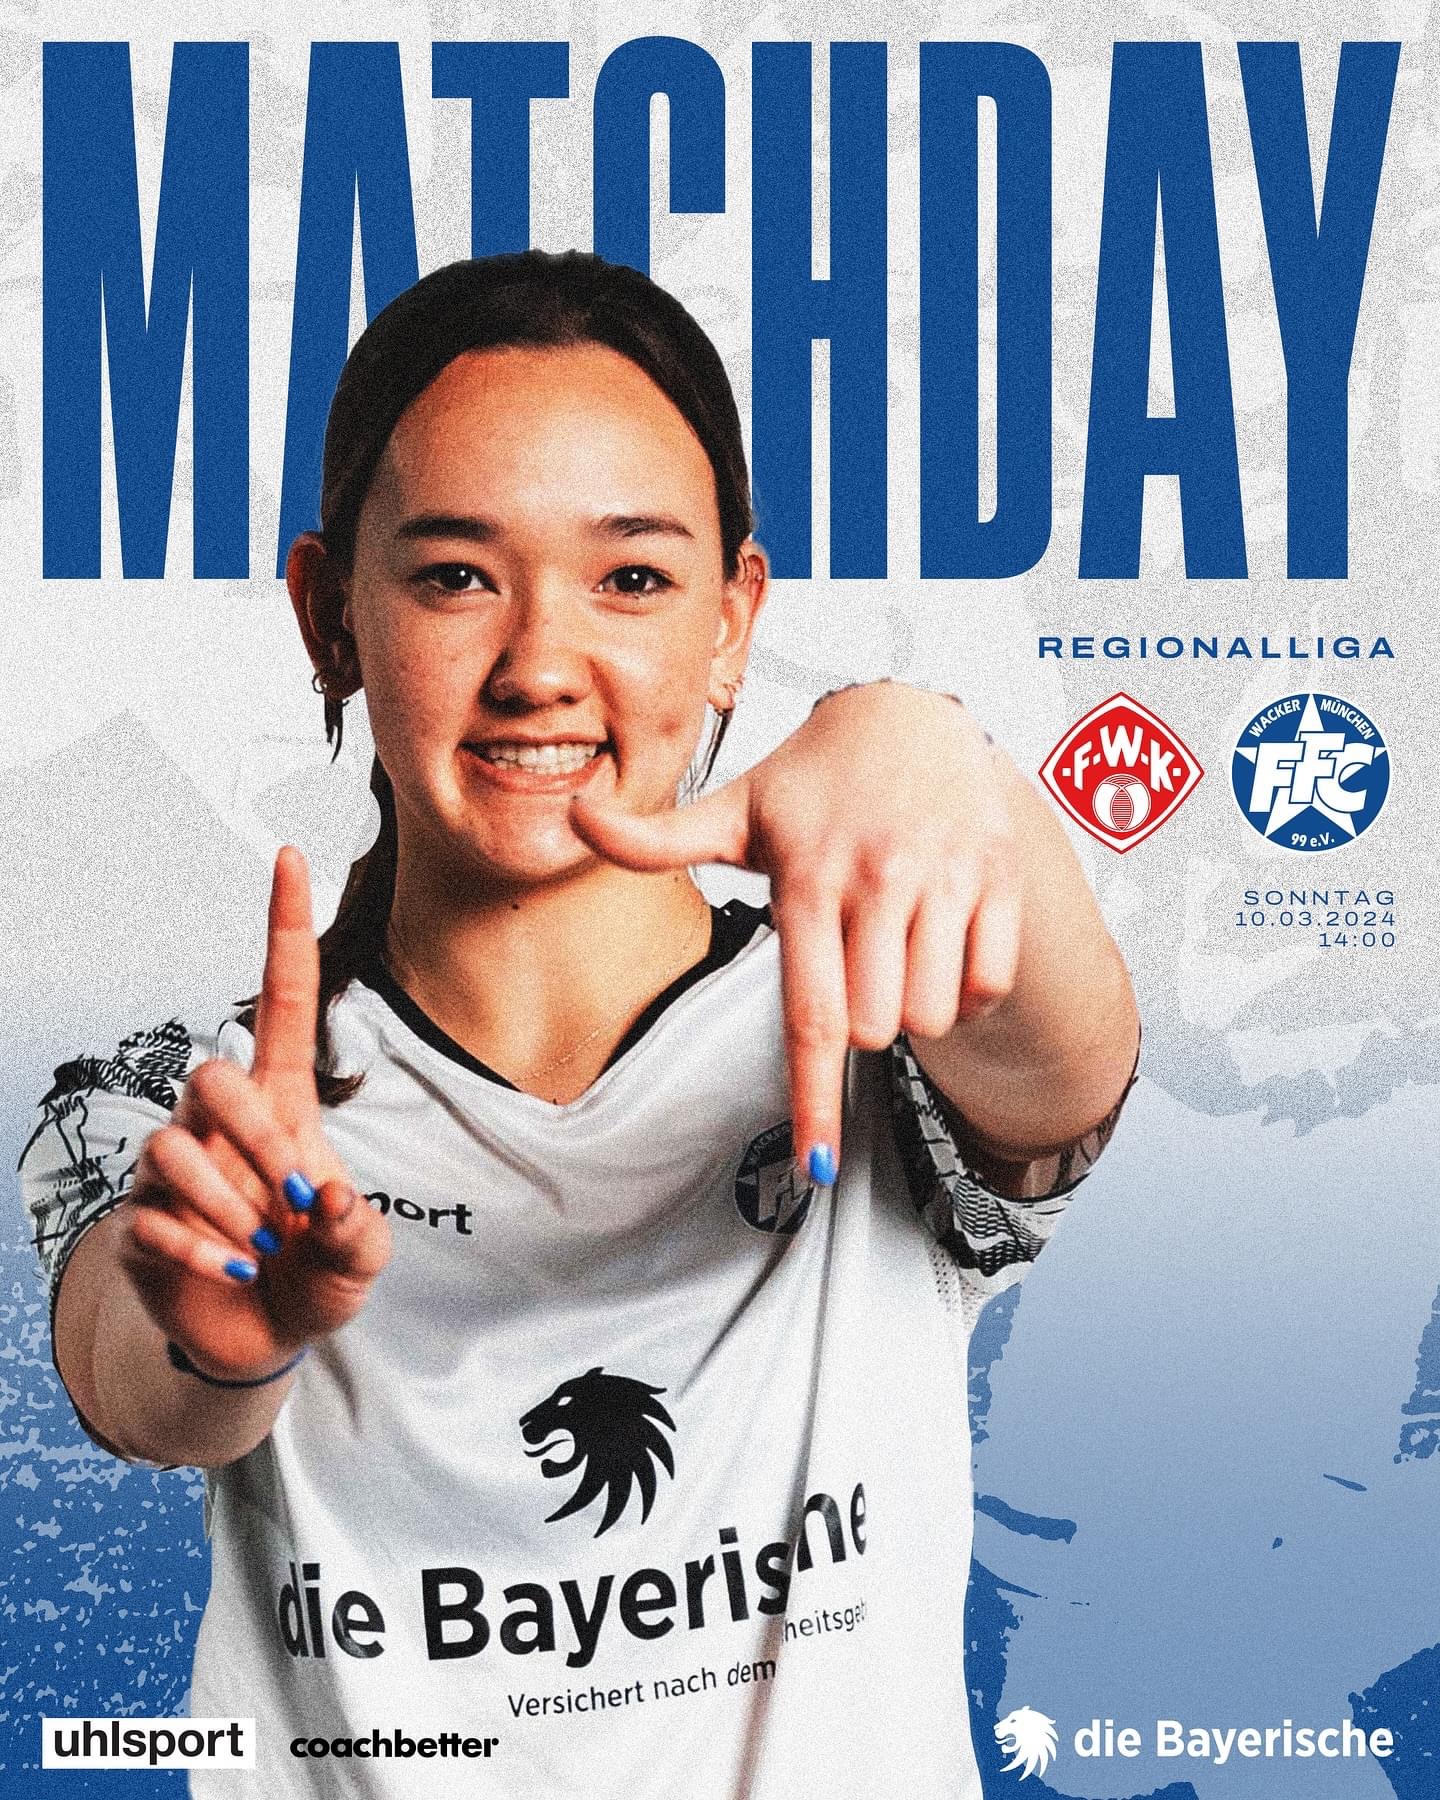 MATCHDAY
REGIONALLIGA
·F·W·K·
WACKER MÜNCHEN
FFC
99 e.V.
SONNTAG
10.03.2024
14:00
die Bayerische
Versichert nach dem
uhlsport
coachbetter
die Bayerische